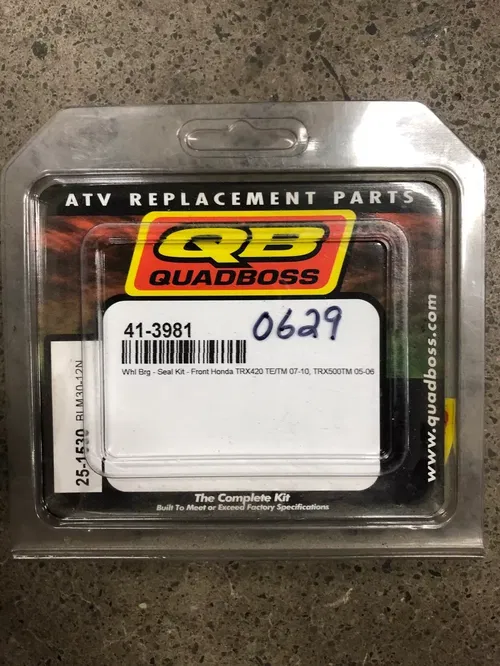 ATV REPLACEMENT PARTS
QB
QUADBOSS
41-3981
0629
Whl Brg - Seal Kit - Front Honda TRX420 TE/TM 07-10, TRX500TM 05-06
25-1530 BLM30-12N
www.quadboss.com
The Complete Kit
Built To Meet or Exceed Factory Specifications